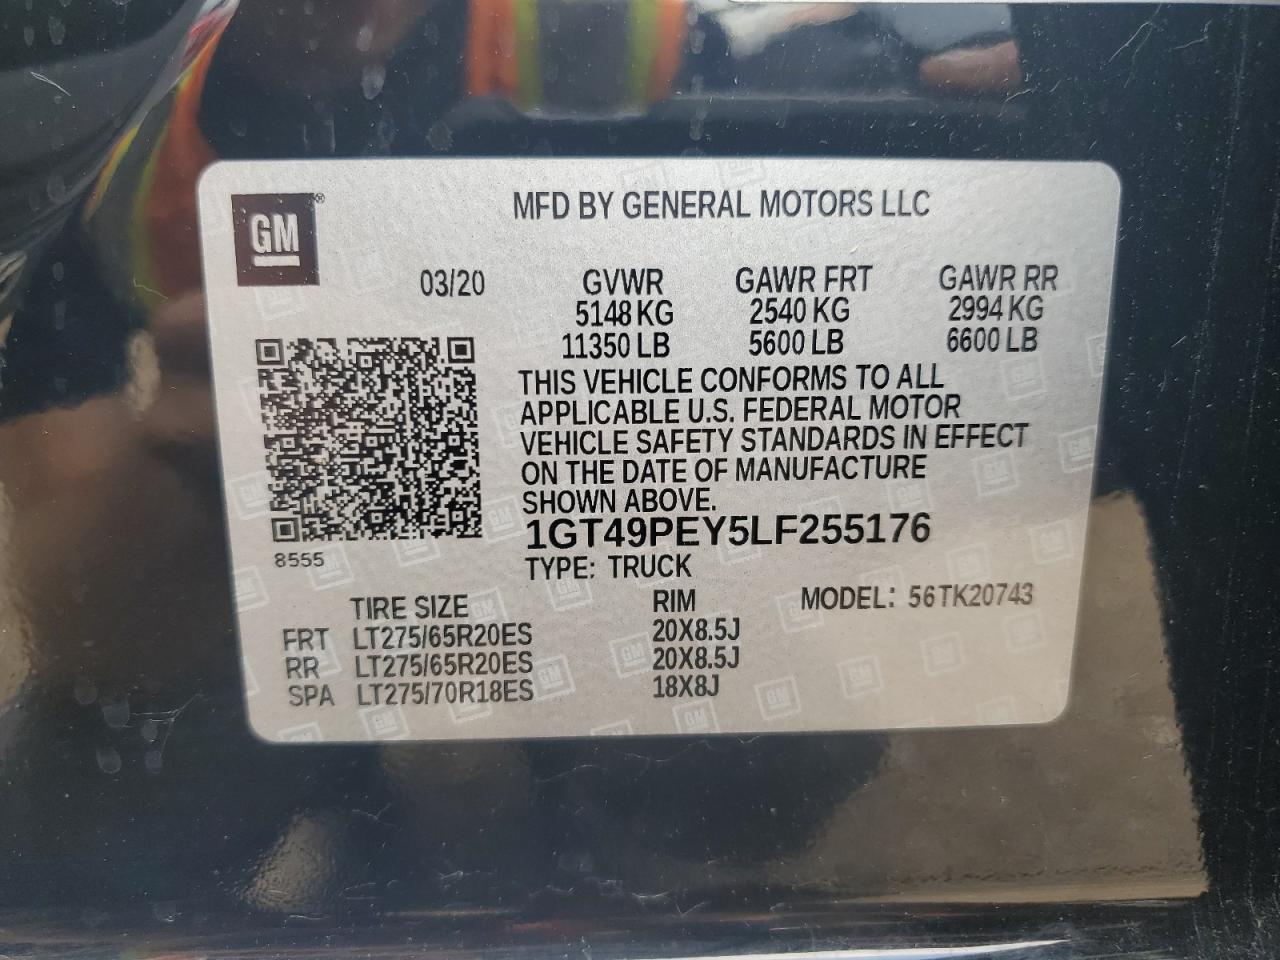 GM®
MFD BY GENERAL MOTORS LLC
03/20 GVWR GAWR FRT GAWR RR
5148 KG 2540 KG 2994 KG
11350 LB 5600 LB 6600 LB
THIS VEHICLE CONFORMS TO ALL
APPLICABLE U.S. FEDERAL MOTOR
VEHICLE SAFETY STANDARDS IN EFFECT
ON THE DATE OF MANUFACTURE
SHOWN ABOVE.
1GT49PEY5LF255176
8555
TYPE: TRUCK
TIRE SIZE RIM MODEL: 56TK20743
FRT LT275/65R20ES 20X8.5J
RR LT275/65R20ES 20X8.5J
SPA LT275/70R18ES 18X8J